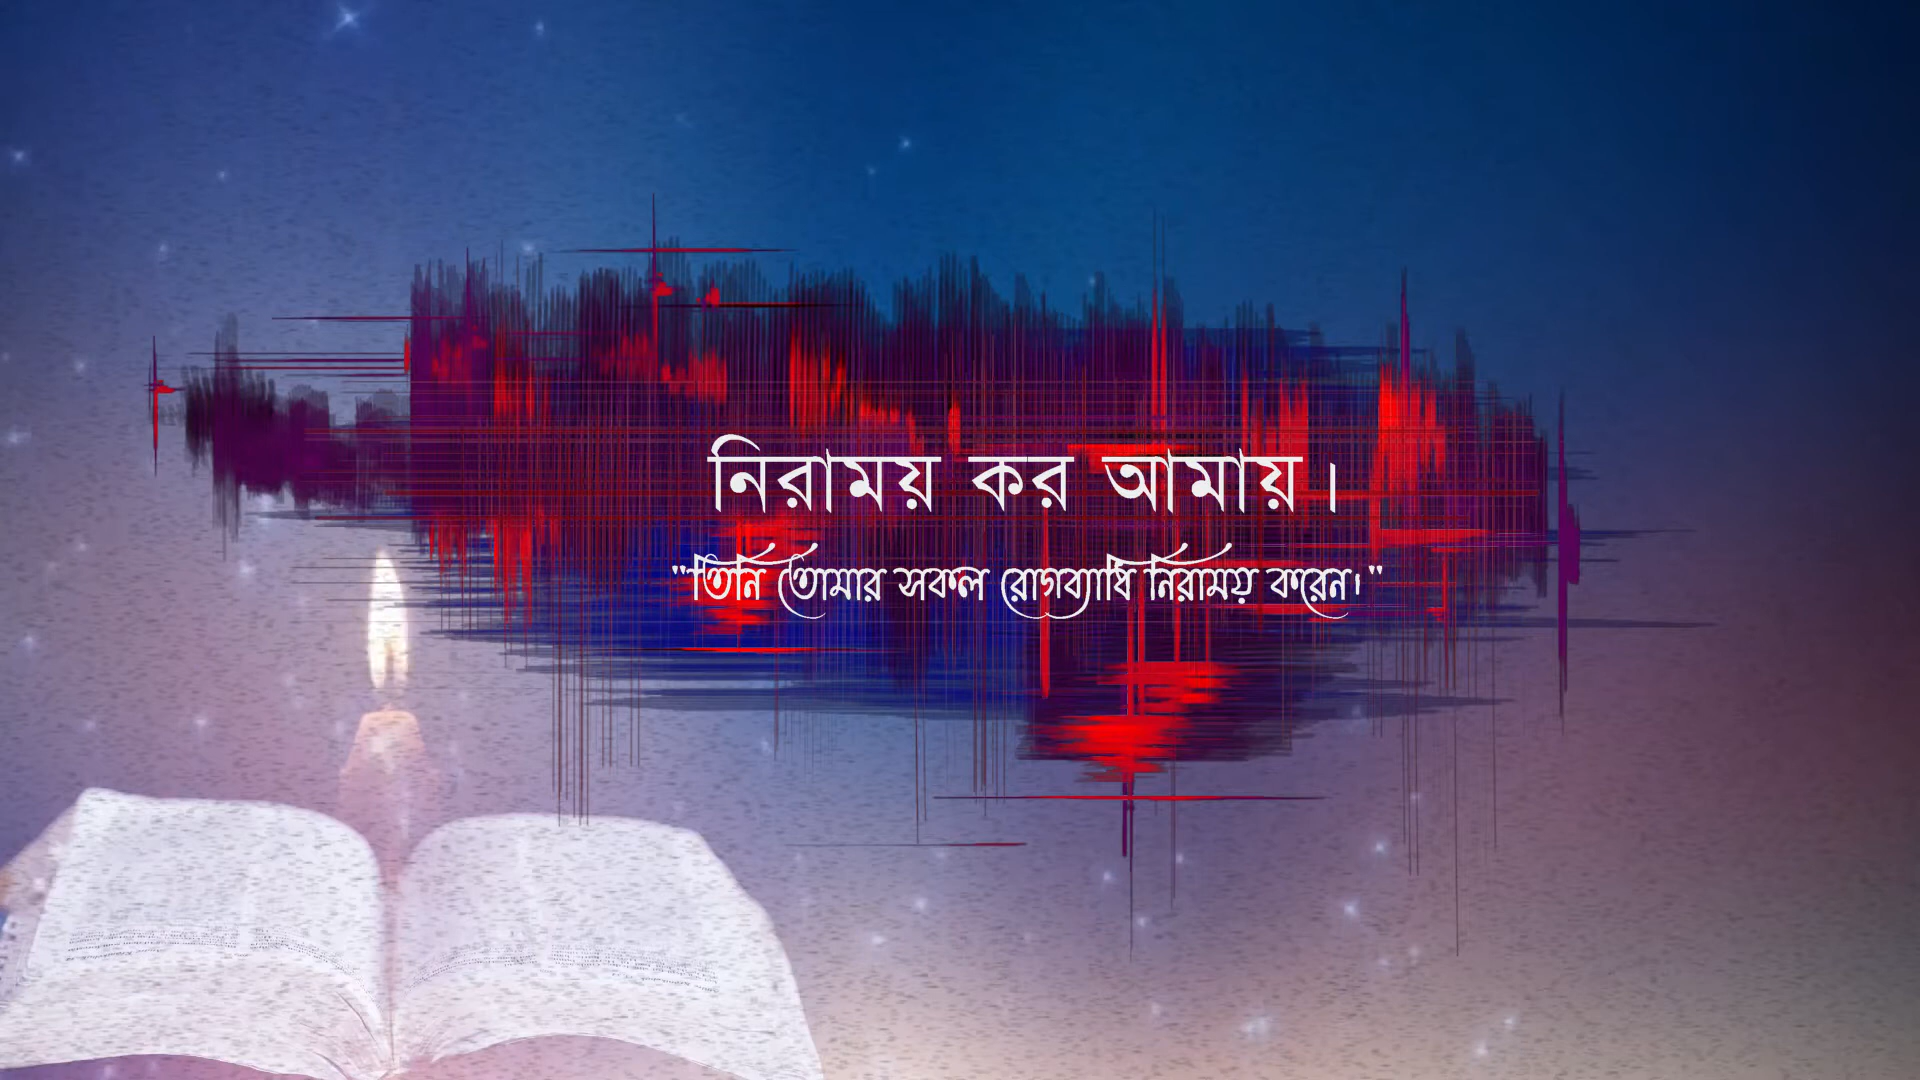 নিরাময় কর আমায় ।
"তিনি তোমার সকল রোগব্যাধি নিরাময় করেন।"